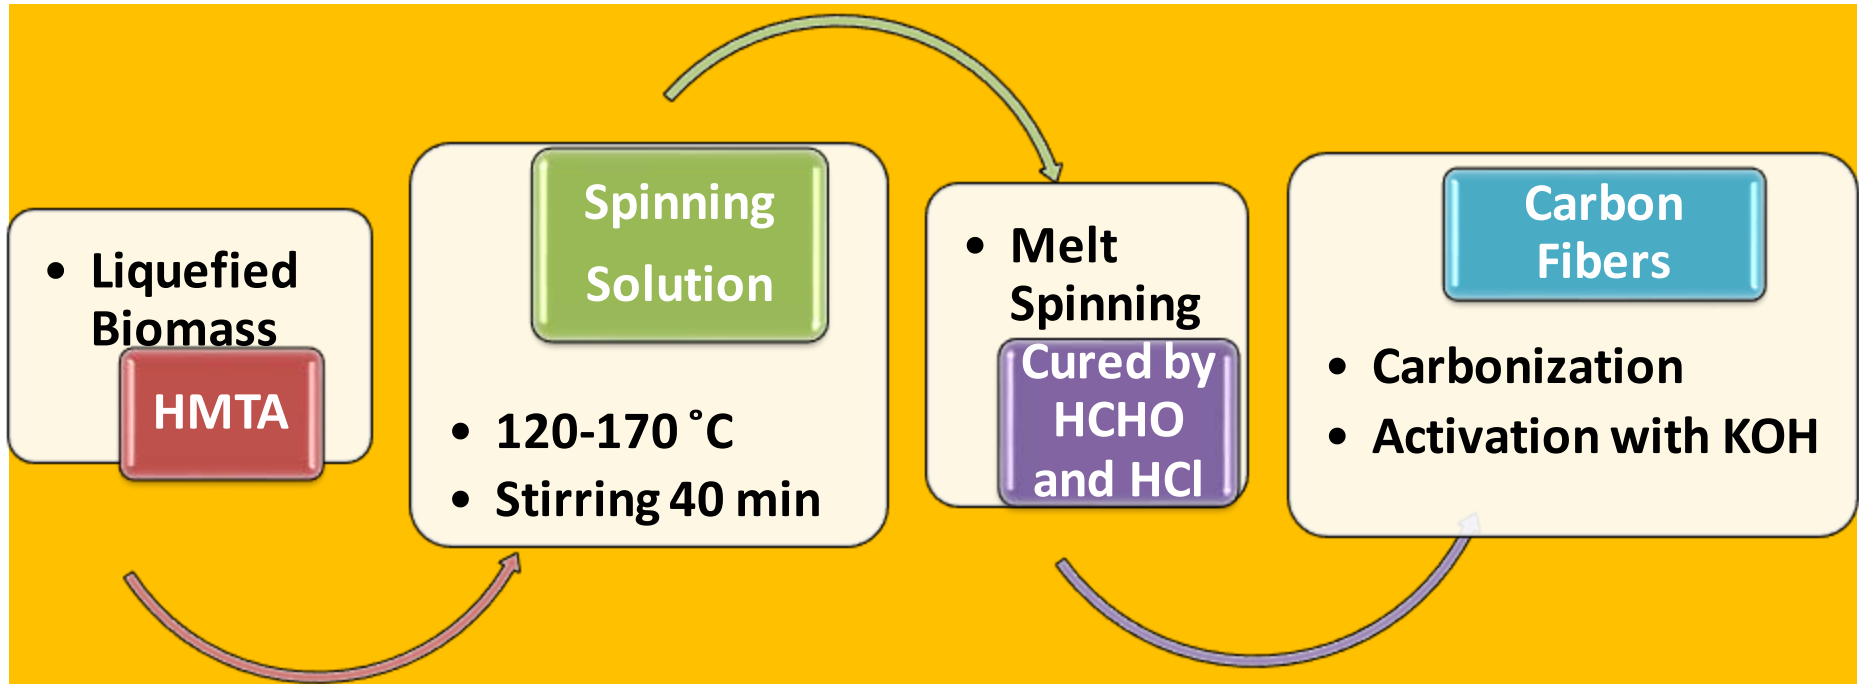 • Liquefied
Biomass
HMTA
Spinning
Solution
• 120-170 ˚C
• Stirring 40 min
• Melt
Spinning
Cured by
HCHO
and HCl
Carbon
Fibers
• Carbonization
• Activation with KOH